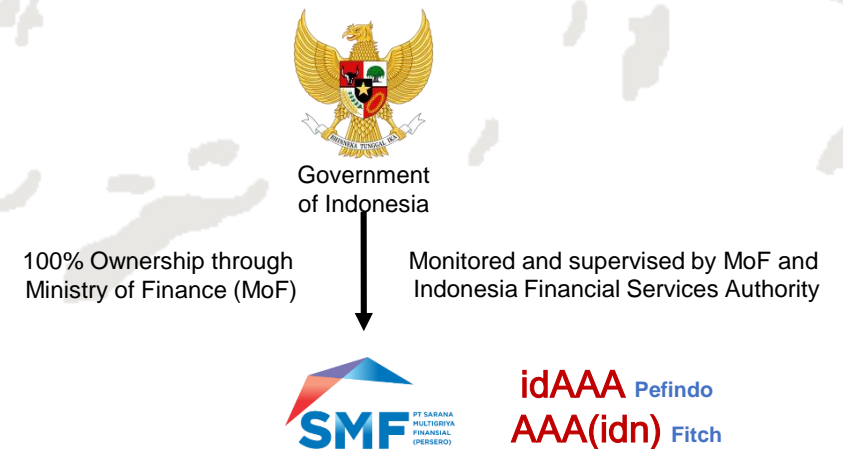 BHINNEKA TUNGGAL IKA
Government
of Indonesia
100% Ownership through
Ministry of Finance (MoF)
Monitored and supervised by MoF and
Indonesia Financial Services Authority
SMF
PT SARANA
MULTIGRIYA
FINANSIAL
(PERSERO)
idAAA Pefindo
AAA(idn) Fitch